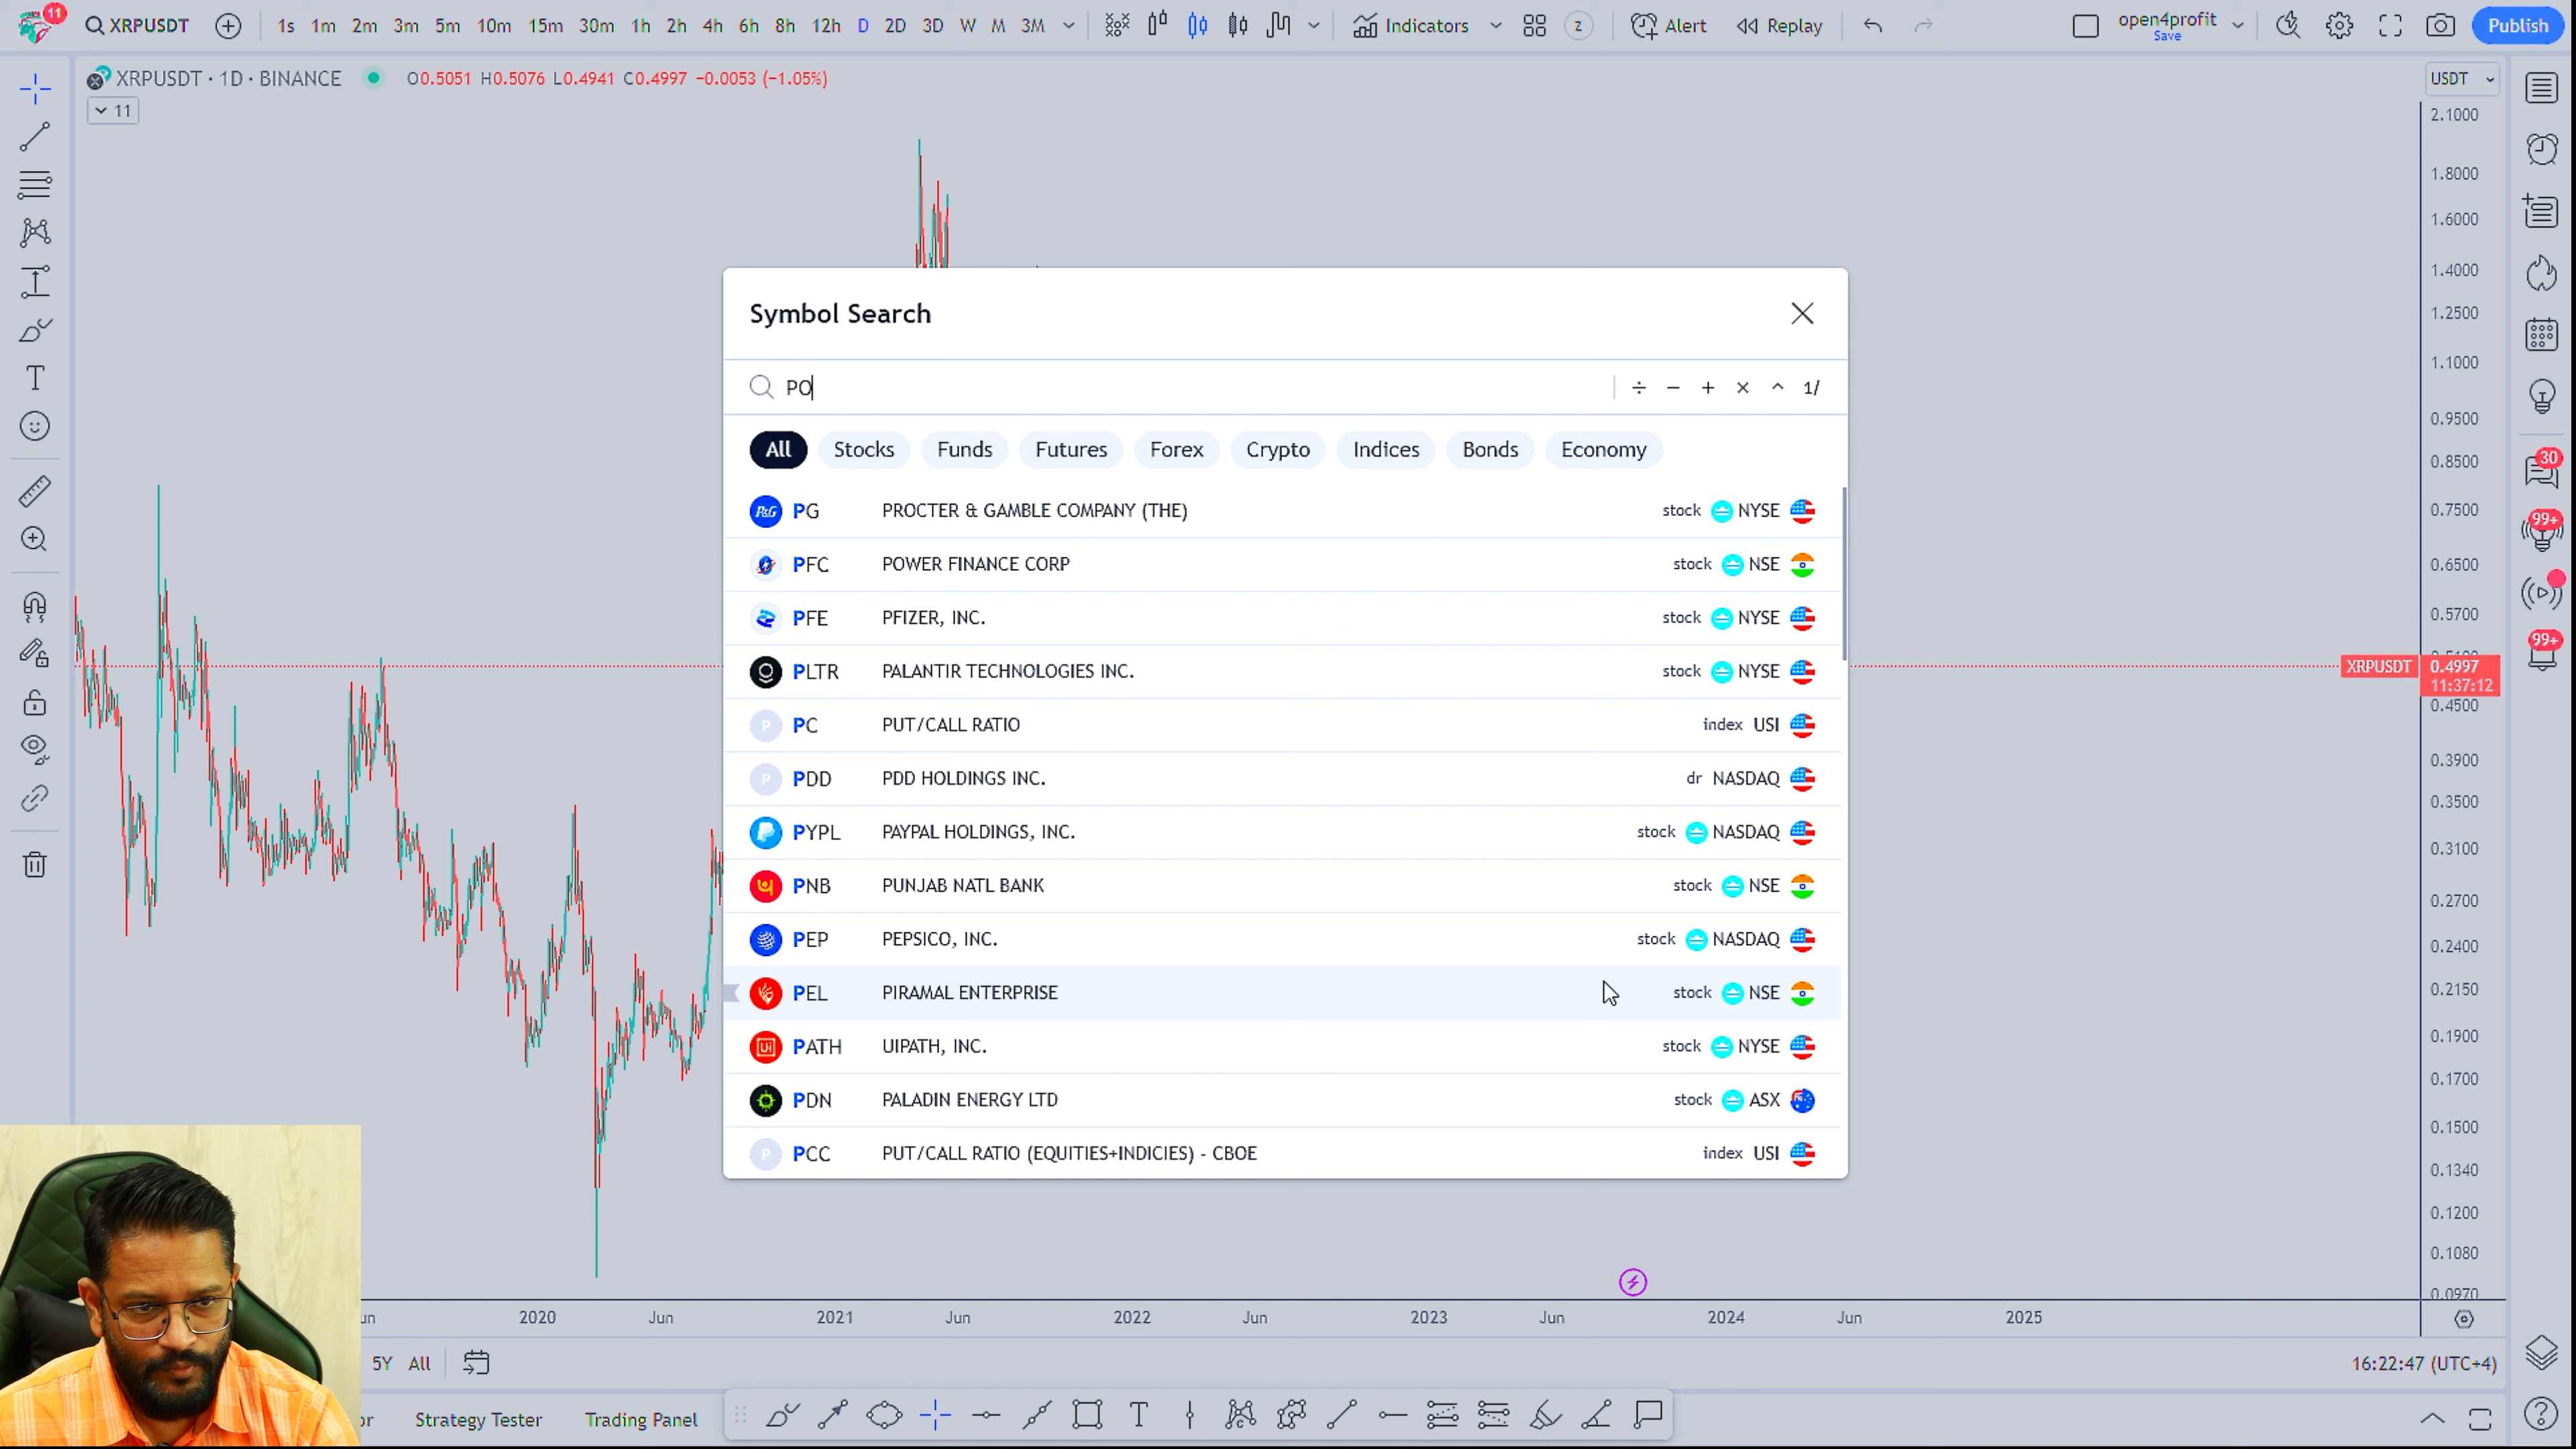 11
XRPUSDT
1s 1m 2m 3m 5m 10m 15m 30m 1h 2h 4h 6h 8h 12h D 2D 3D W M 3M
Indicators
z
Alert
Replay
open4profit
Save
Publish
XRPUSDT · 1D · BINANCE
O0.5051 H0.5076 L0.4941 C0.4997 −0.0053 (−1.05%)
11
USDT
2.1000
1.8000
1.6000
1.4000
1.2500
1.1000
0.9500
0.8500
0.7500
0.6500
0.5700
XRPUSDT 0.4997
11:37:12
0.4500
0.3900
0.3500
0.3100
0.2700
0.2400
0.2150
0.1900
0.1700
0.1500
0.1340
0.1200
0.1080
0.0970
30
99+
99+
Symbol Search
PO
÷ − + × ^ 1/
All Stocks Funds Futures Forex Crypto Indices Bonds Economy
P&G PG PROCTER & GAMBLE COMPANY (THE) stock NYSE
PFC POWER FINANCE CORP stock NSE
PFE PFIZER, INC. stock NYSE
PLTR PALANTIR TECHNOLOGIES INC. stock NYSE
P PC PUT/CALL RATIO index USI
P PDD PDD HOLDINGS INC. dr NASDAQ
PYPL PAYPAL HOLDINGS, INC. stock NASDAQ
PNB PUNJAB NATL BANK stock NSE
PEP PEPSICO, INC. stock NASDAQ
PEL PIRAMAL ENTERPRISE stock NSE
Ui PATH UIPATH, INC. stock NYSE
PDN PALADIN ENERGY LTD stock ASX
P PCC PUT/CALL RATIO (EQUITIES+INDICIES) - CBOE index USI
un 2020 Jun 2021 Jun 2022 Jun 2023 Jun 2024 Jun 2025
5Y All
16:22:47 (UTC+4)
or Strategy Tester Trading Panel